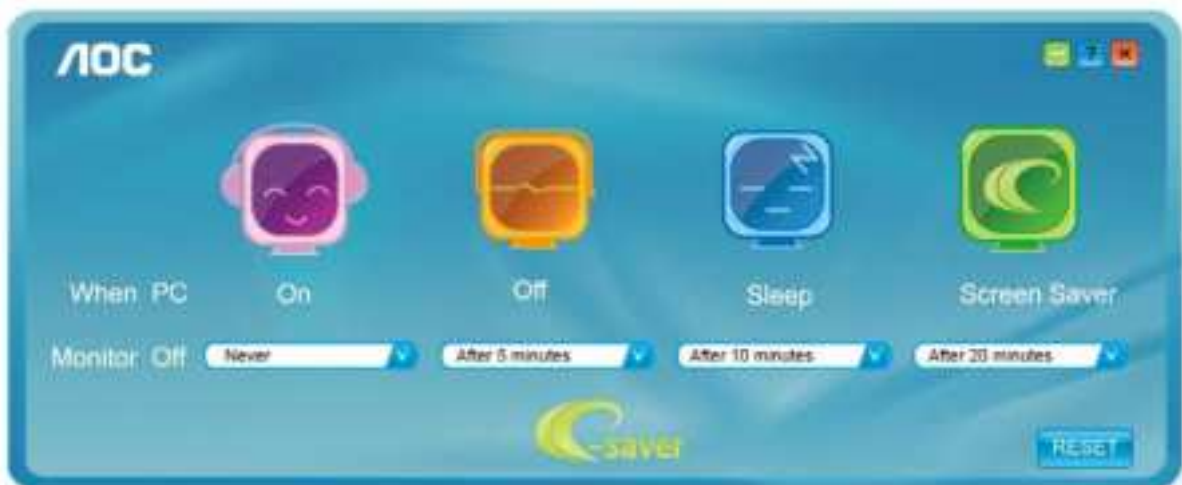 AOC
?
When PC On Off Sleep Screen Saver
Monitor Off Never After 5 minutes After 10 minutes After 20 minutes
e-saver
RESET